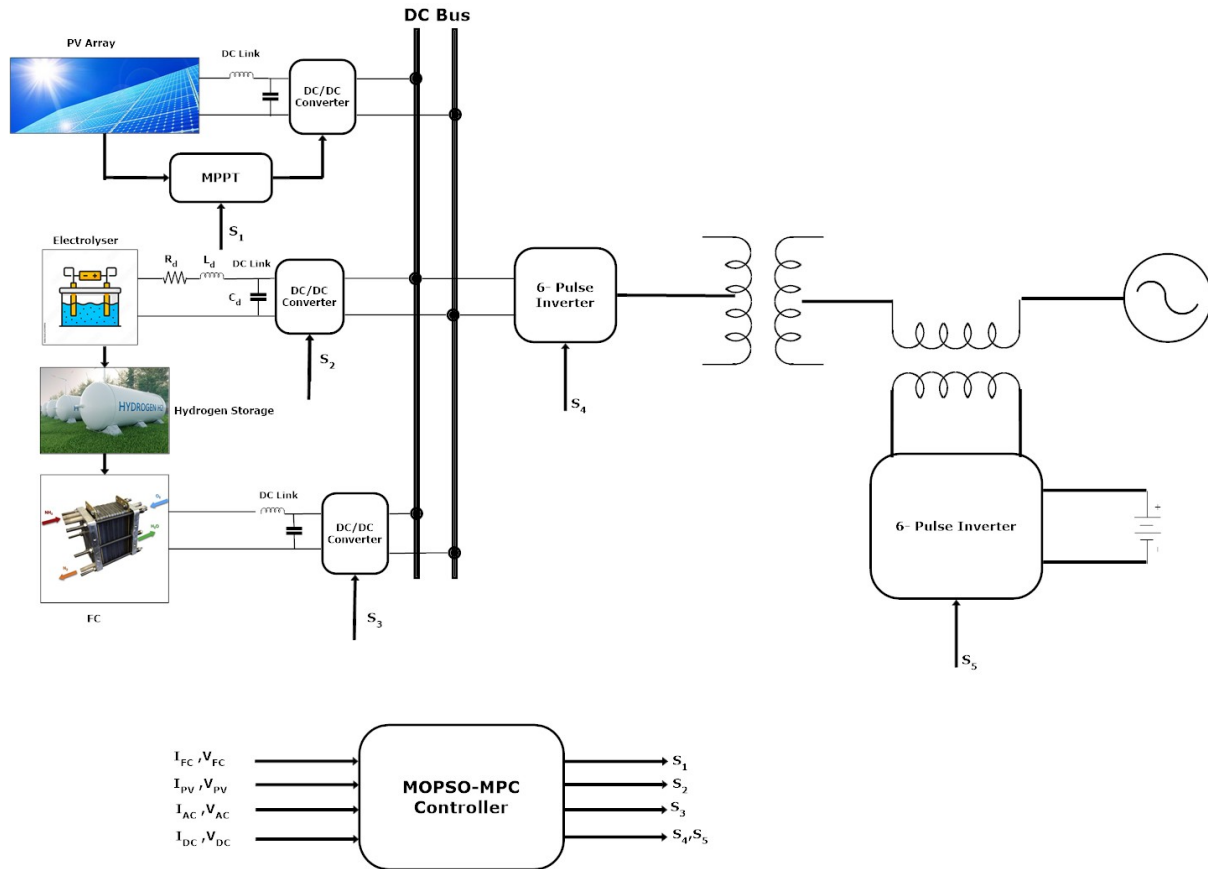 DC Bus
PV Array
DC Link
DC/DC
Converter
MPPT
S1
Electrolyser
Rd
Ld
DC Link
Cd
DC/DC
Converter
S2
6- Pulse
Inverter
S4
HYDROGEN H2
Hydrogen Storage
DC Link
DC/DC
Converter
S3
FC
H2O
6- Pulse Inverter
+
S5
IFC ,VFC
IPV ,VPV
IAC ,VAC
IDC ,VDC
MOPSO-MPC
Controller
S1
S2
S3
S4,S5